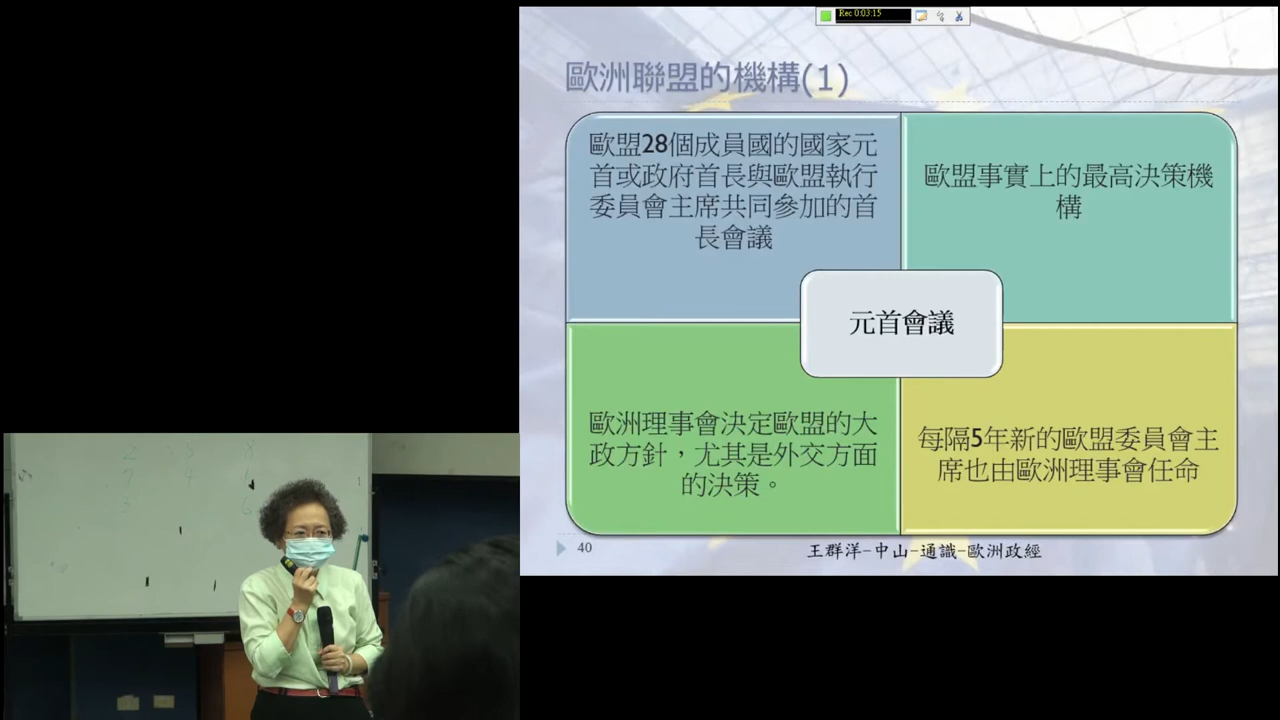 Rec 0:03:15
歐洲聯盟的機構(1)
歐盟28個成員國的國家元
首或政府首長與歐盟執行
委員會主席共同參加的首
長會議
歐盟事實上的最高決策機
構
元首會議
歐洲理事會決定歐盟的大
政方針，尤其是外交方面
的決策。
每隔5年新的歐盟委員會主
席也由歐洲理事會任命
40
王群洋-中山-通識-歐洲政經